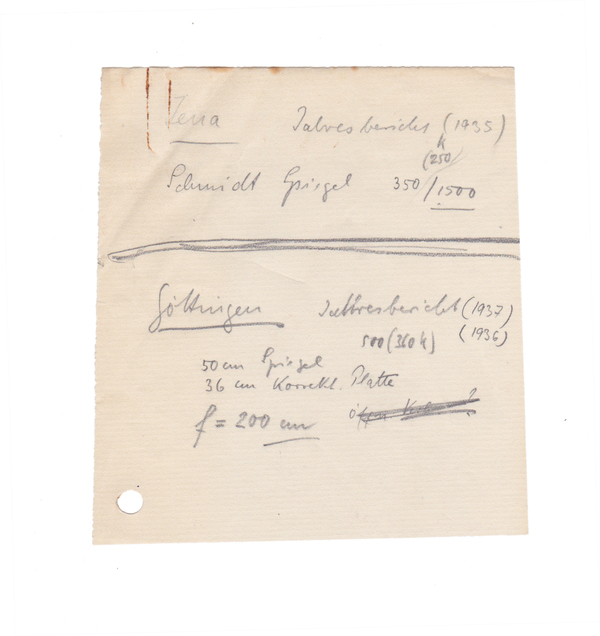 Jena Jahresbericht (1935)
(250 K
Schmidt Spiegel 350/1500
Göttingen Jahresbericht (1937)
500 (360 K) (1936)
50 cm Spiegel
36 cm Korrekt. Platte
f = 200 cm